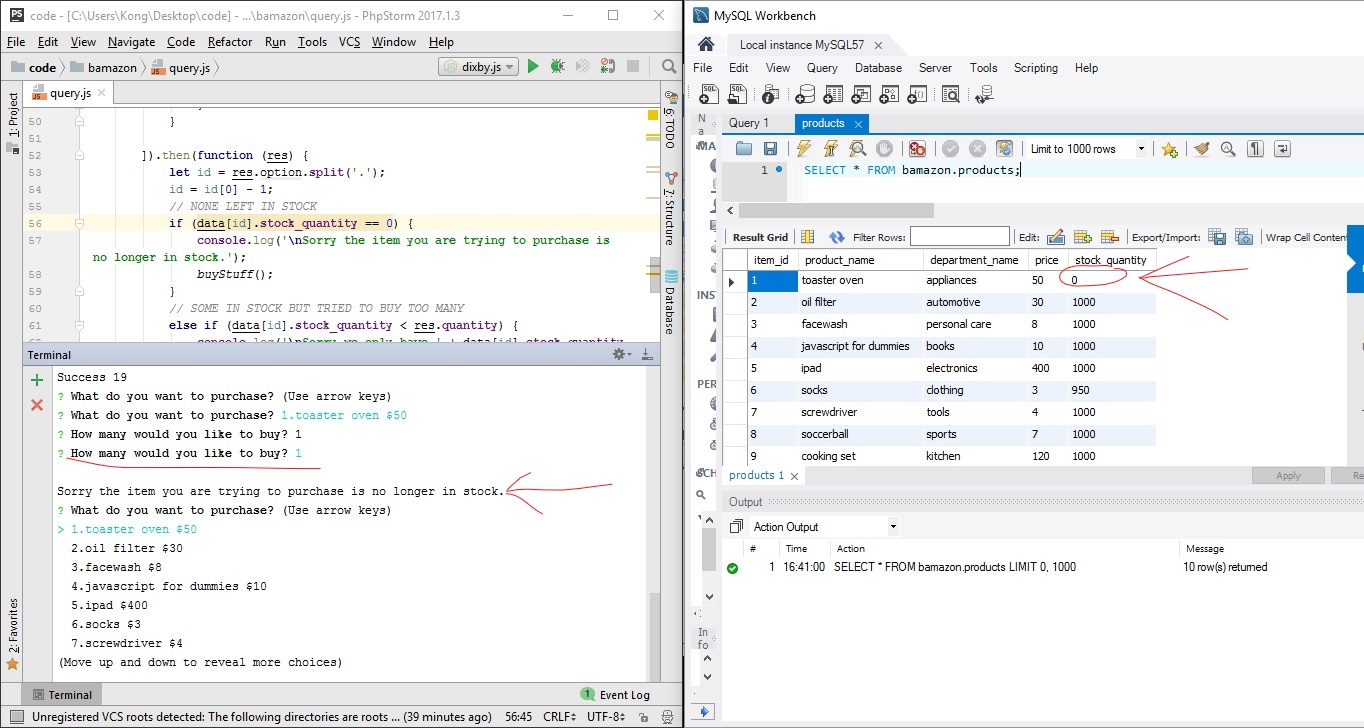 code - [C:\Users\Kong\Desktop\code] - ...\bamazon\query.js - PhpStorm 2017.1.3
File Edit View Navigate Code Refactor Run Tools VCS Window Help
code bamazon query.js dixby.js
query.js
1: Project
6: TODO
7: Structure
Database
2: Favorites
50 }
51
52 ]).then(function (res) {
53 let id = res.option.split('.');
54 id = id[0] - 1;
55 // NONE LEFT IN STOCK
56 if (data[id].stock_quantity == 0) {
57 console.log('\nSorry the item you are trying to purchase is
no longer in stock.');
58 buyStuff();
59 }
60 // SOME IN STOCK BUT TRIED TO BUY TOO MANY
61 else if (data[id].stock_quantity < res.quantity) {
console.log('\nSorry we only have ' + data[id].stock_quantity
Terminal
Success 19
? What do you want to purchase? (Use arrow keys)
? What do you want to purchase? 1.toaster oven $50
? How many would you like to buy? 1
? How many would you like to buy? 1
Sorry the item you are trying to purchase is no longer in stock.
? What do you want to purchase? (Use arrow keys)
> 1.toaster oven $50
2.oil filter $30
3.facewash $8
4.javascript for dummies $10
5.ipad $400
6.socks $3
7.screwdriver $4
(Move up and down to reveal more choices)
Terminal 1 Event Log
Unregistered VCS roots detected: The following directories are roots ... (39 minutes ago) 56:45 CRLF UTF-8
MySQL Workbench
Local instance MySQL57
File Edit View Query Database Server Tools Scripting Help
Query 1 products
Limit to 1000 rows
1 SELECT * FROM bamazon.products;
Result Grid Filter Rows: Edit: Export/Import: Wrap Cell Conten
item_id product_name department_name price stock_quantity
1 toaster oven appliances 50 0
2 oil filter automotive 30 1000
3 facewash personal care 8 1000
4 javascript for dummies books 10 1000
5 ipad electronics 400 1000
6 socks clothing 3 950
7 screwdriver tools 4 1000
8 soccerball sports 7 1000
9 cooking set kitchen 120 1000
products 1 Apply Re
Output
Action Output
# Time Action Message
1 16:41:00 SELECT * FROM bamazon.products LIMIT 0, 1000 10 row(s) returned
N
a
MA
INS
PER
SCH
In
fo